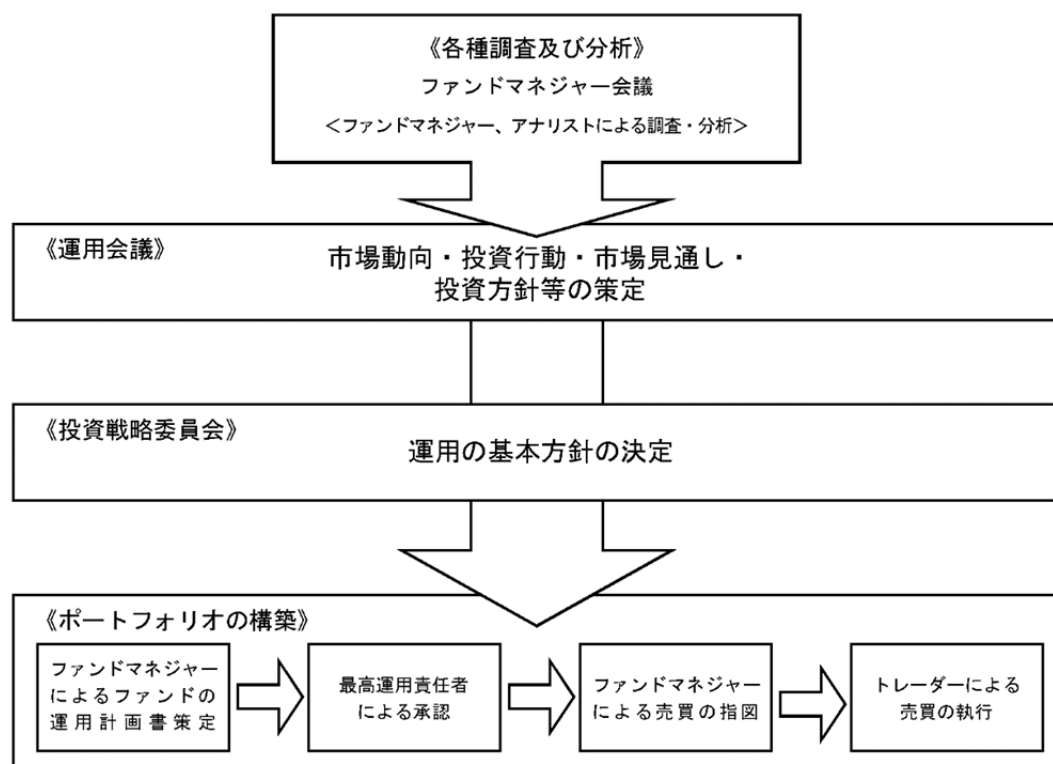 《各種調査及び分析》
ファンドマネジャー会議
＜ファンドマネジャー、アナリストによる調査・分析＞
《運用会議》
市場動向・投資行動・市場見通し・
投資方針等の策定
《投資戦略委員会》
運用の基本方針の決定
《ポートフォリオの構築》
ファンドマネジャー
によるファンドの
運用計画書策定
最高運用責任者
による承認
ファンドマネジャー
による売買の指図
トレーダーによる
売買の執行